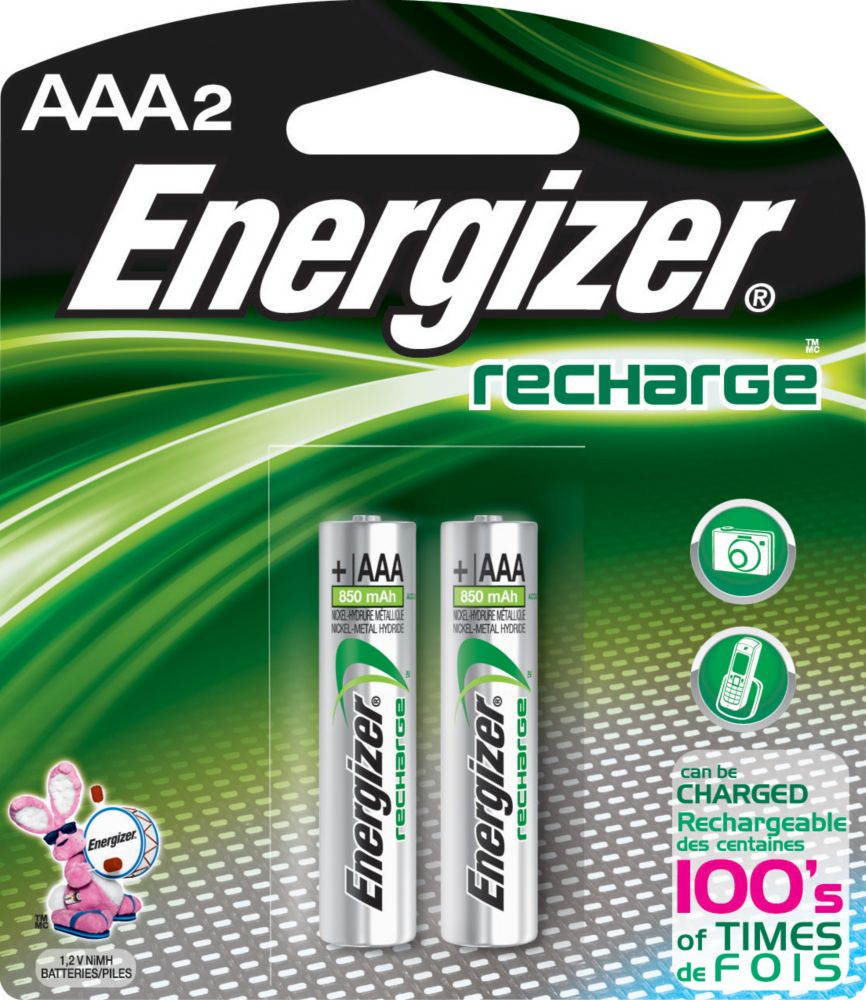 AAA2
Energizer®
recharge
TM
MC
+ AAA
850 mAh
NICKEL-HYDRURE MÉTALLIQUE
NICKEL-METAL HYDRIDE
Energizer®
recharge
+ AAA
850 mAh
NICKEL-HYDRURE MÉTALLIQUE
NICKEL-METAL HYDRIDE
Energizer®
recharge
Energizer
TM
MC
1,2 V NiMH
BATTERIES/PILES
can be
CHARGED
Rechargeable
des centaines
100's
of TIMES
de FOIS